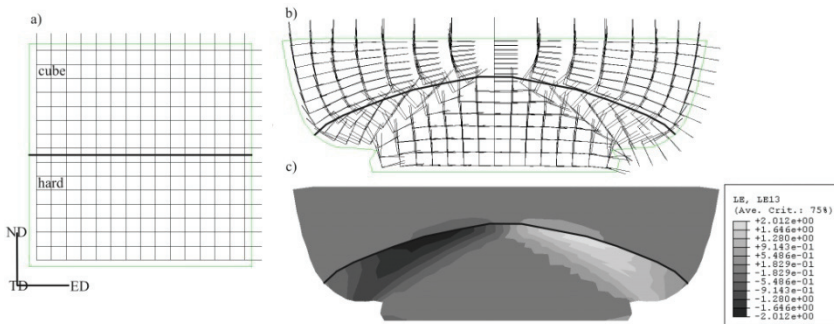 a)
cube
hard
ND
TD
ED
b)
c)
LE, LE13
(Ave. Crit.: 75%)
+2.012e+00
+1.646e+00
+1.280e+00
+9.143e-01
+5.486e-01
+1.829e-01
-1.829e-01
-5.486e-01
-9.143e-01
-1.280e+00
-1.646e+00
-2.012e+00